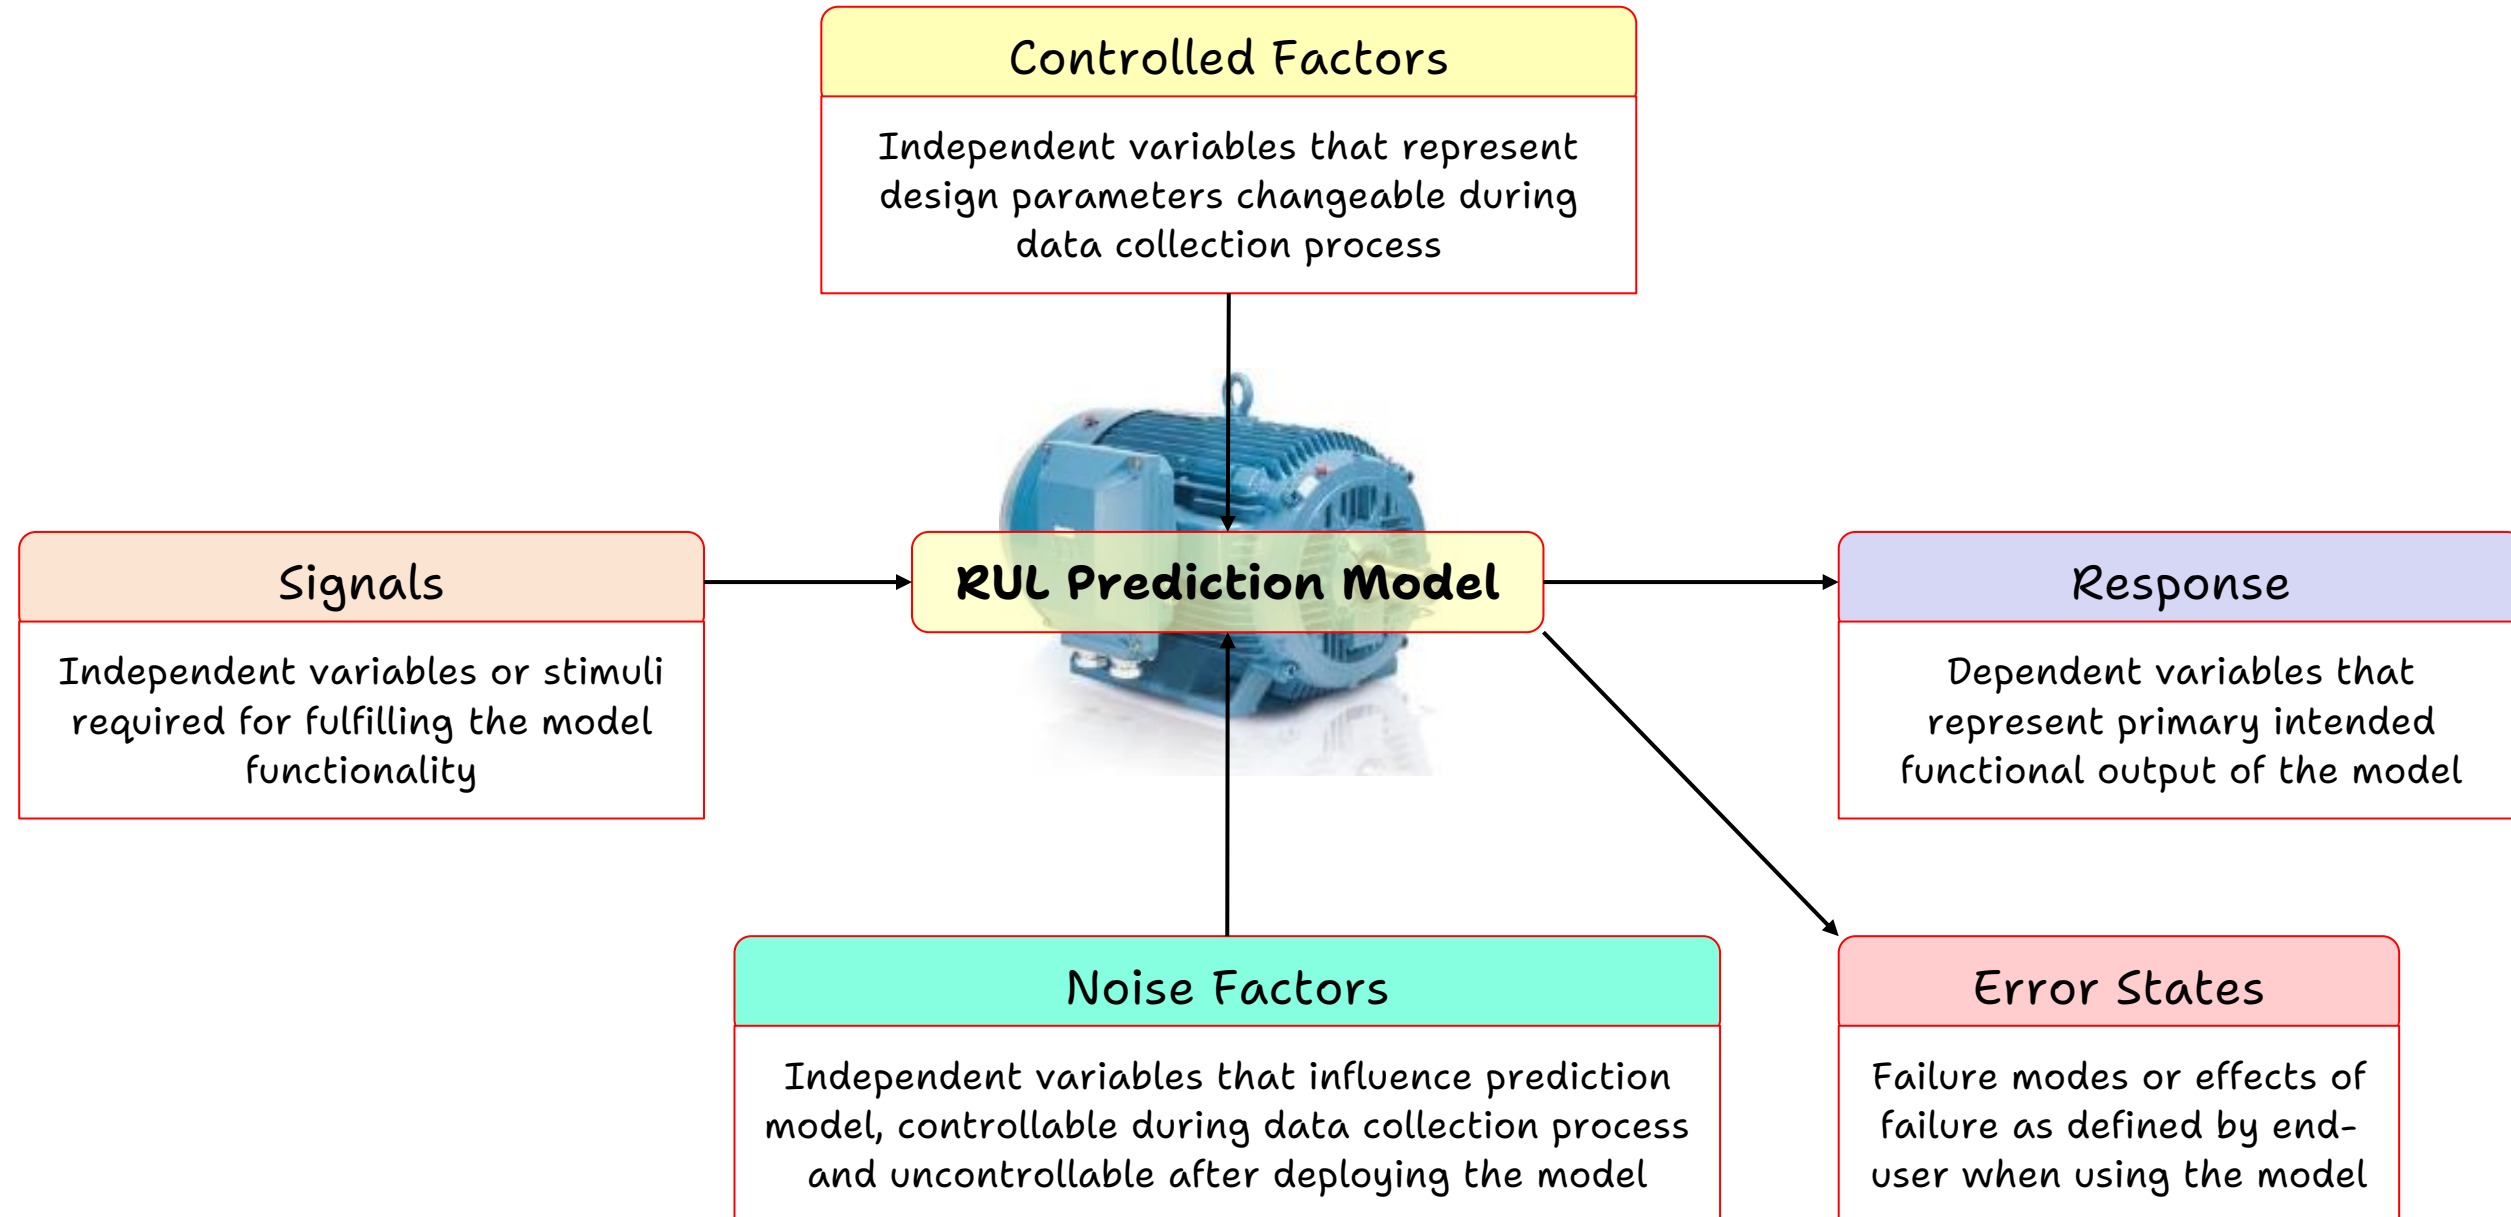 Controlled Factors
Independent variables that represent
design parameters changeable during
data collection process
Signals
Independent variables or stimuli
required for fulfilling the model
functionality
RUL Prediction Model
Response
Dependent variables that
represent primary intended
functional output of the model
Noise Factors
Independent variables that influence prediction
model, controllable during data collection process
and uncontrollable after deploying the model
Error States
Failure modes or effects of
failure as defined by end-
user when using the model